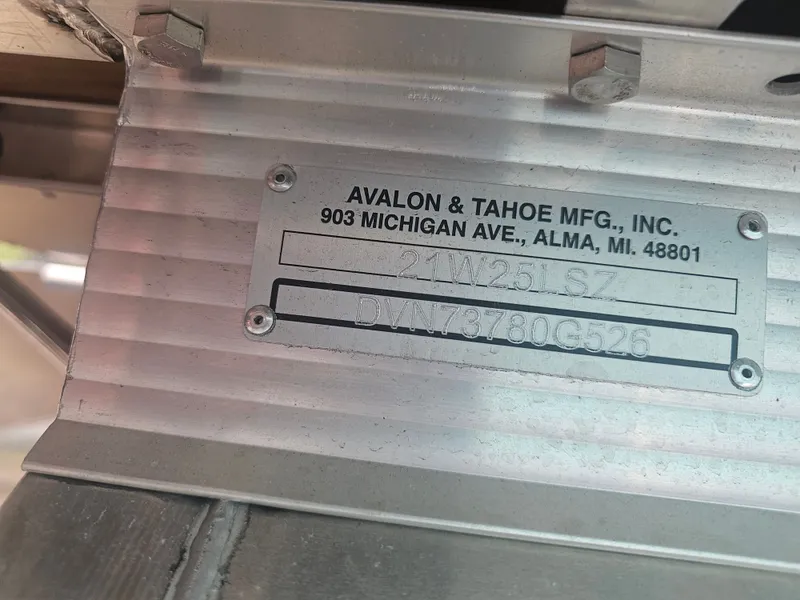 AVALON & TAHOE MFG., INC.
903 MICHIGAN AVE., ALMA, MI. 48801
21W25LSZ
DVN73780G526